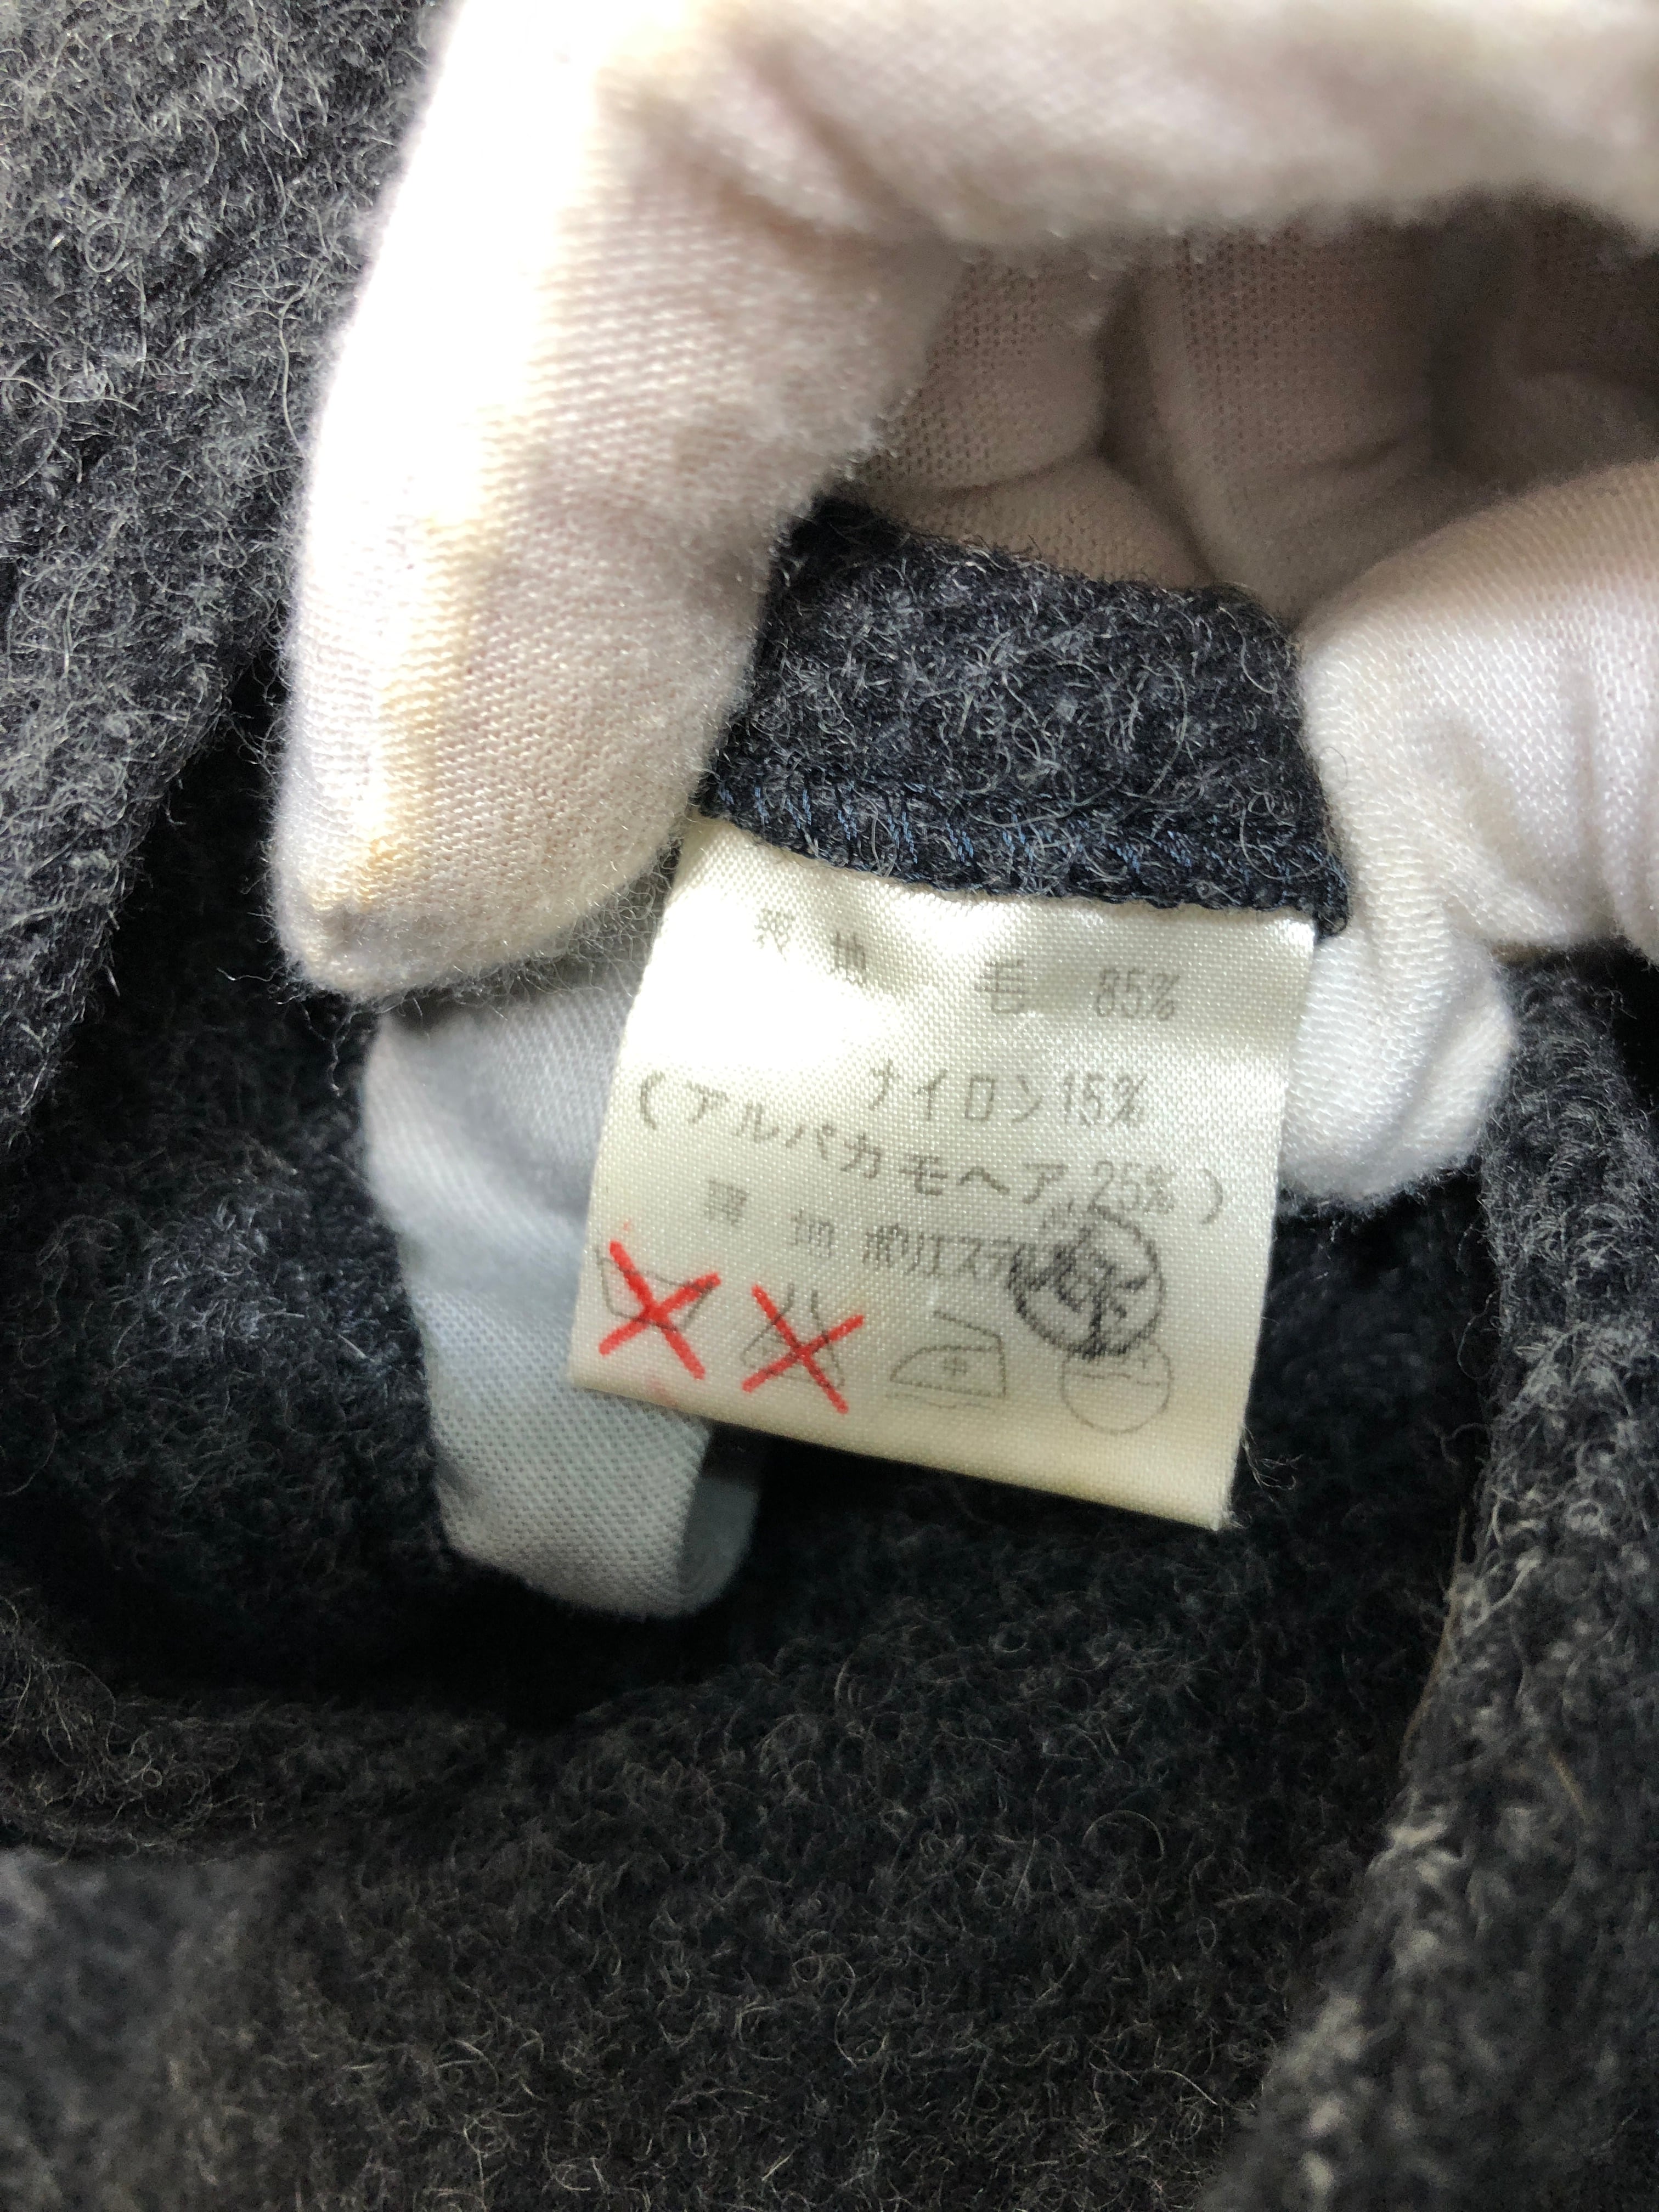 表地 毛 85%
ナイロン15%
(アルパカモヘア.25%)
裏地 ポリエステル